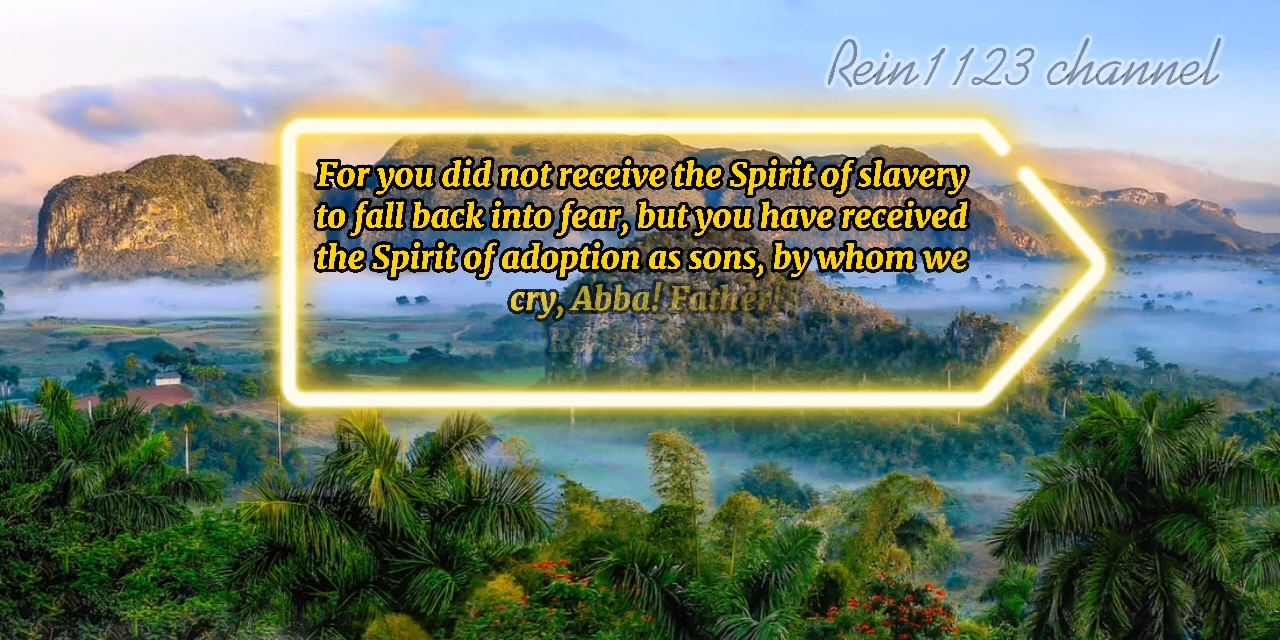 Rein1123 channel
For you did not receive the Spirit of slavery
to fall back into fear, but you have received
the Spirit of adoption as sons, by whom we
cry, Abba! Father!